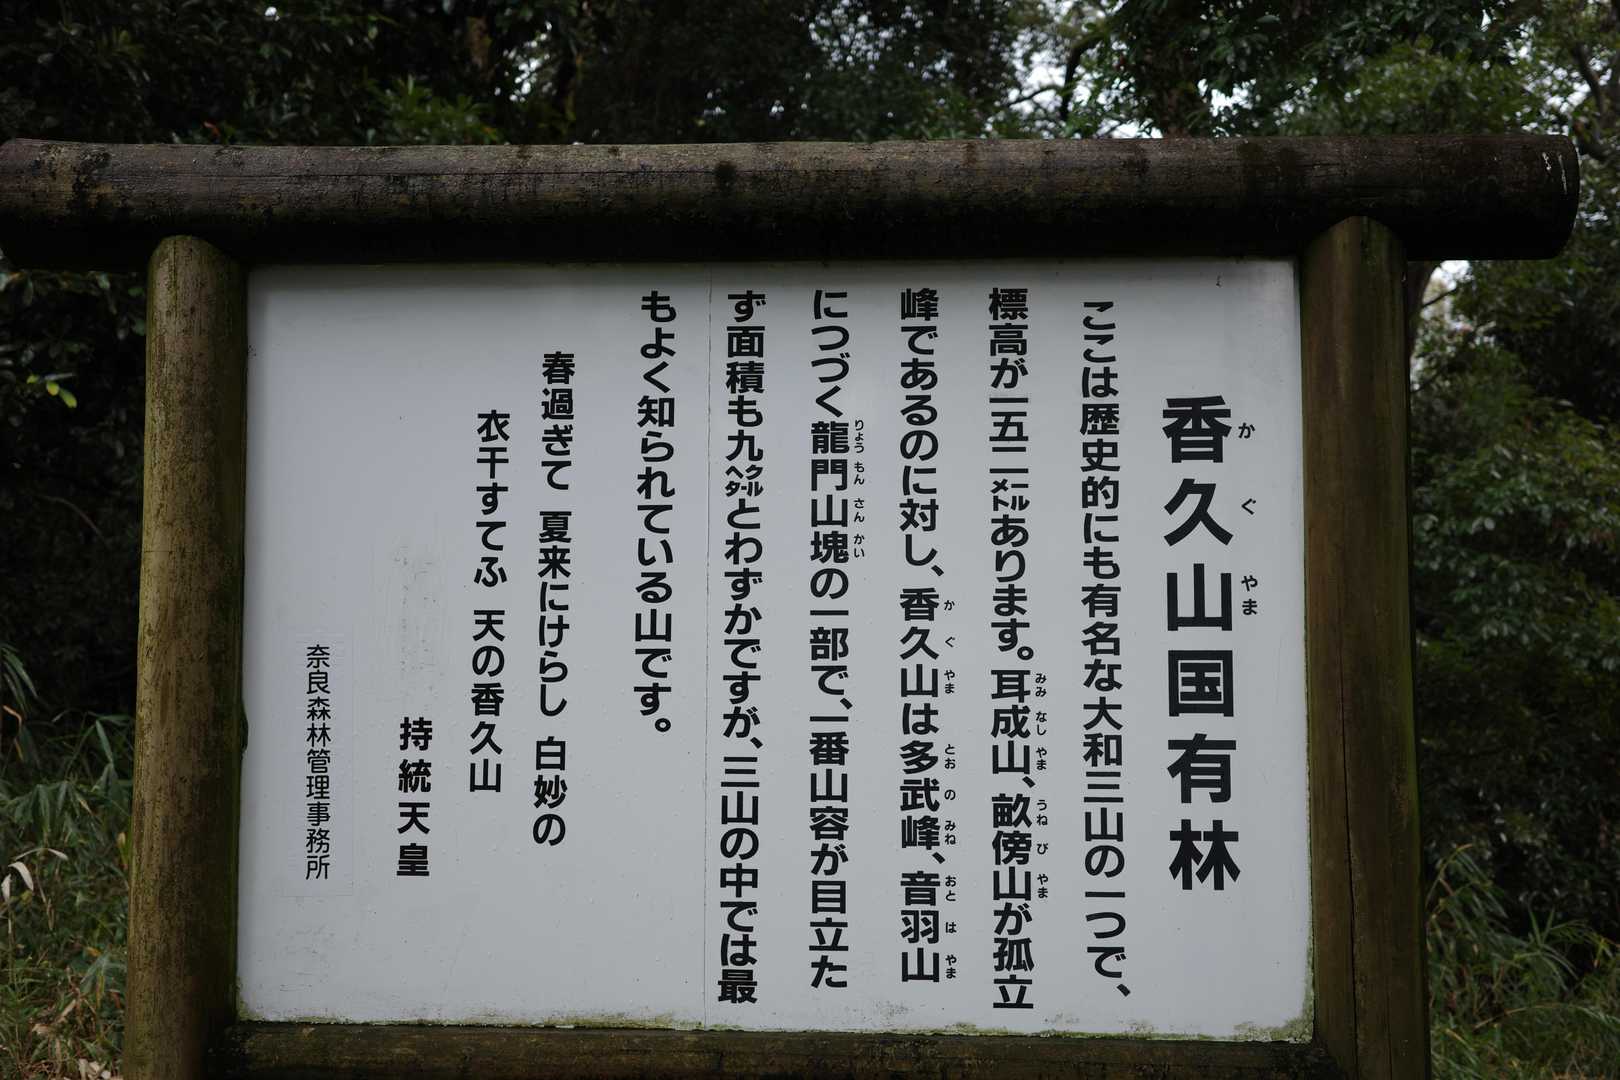 香久山国有林
ここは歴史的にも有名な大和三山の一つで、
標高が一五二メートルあります。耳成山、畝傍山が孤立
峰であるのに対し、香久山は多武峰、音羽山
につづく龍門山塊の一部で、一番山容が目立た
ず面積も九ヘクタールとわずかですが、三山の中では最
もよく知られている山です。
春過ぎて 夏来にけらし 白妙の
衣干すてふ 天の香久山
持統天皇
奈良森林管理事務所